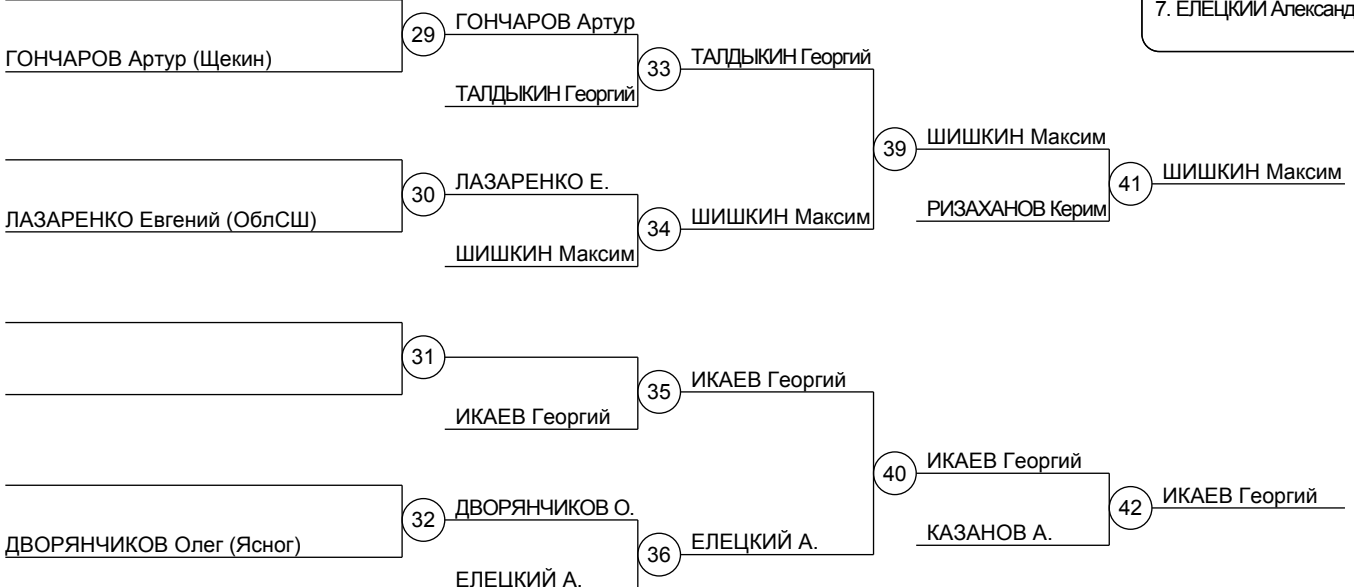 7. ЕЛЕЦКИЙ Александ
29
ГОНЧАРОВ Артур
ГОНЧАРОВ Артур (Щекин)
33
ТАЛДЫКИН Георгий
ТАЛДЫКИН Георгий
39
ШИШКИН Максим
30
ЛАЗАРЕНКО Е.
41
ШИШКИН Максим
ЛАЗАРЕНКО Евгений (ОблСШ)
34
ШИШКИН Максим
РИЗАХАНОВ Керим
ШИШКИН Максим
31
35
ИКАЕВ Георгий
ИКАЕВ Георгий
40
ИКАЕВ Георгий
32
ДВОРЯНЧИКОВ О.
42
ИКАЕВ Георгий
ДВОРЯНЧИКОВ Олег (Ясног)
36
ЕЛЕЦКИЙ А.
КАЗАНОВ А.
ЕЛЕЦКИЙ А.